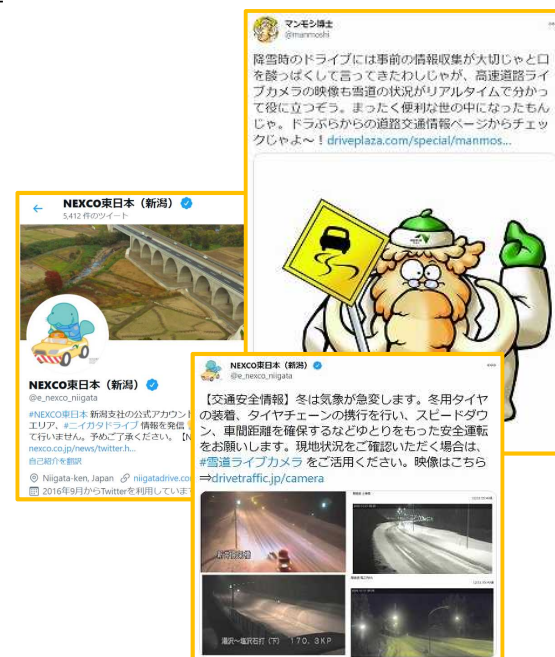 マンモシ博士
@manmoshi
降雪時のドライブには事前の情報収集が大切じゃと口
を酸っぱくして言ってきたわしじゃが、高速道路ライ
ブカメラの映像も雪道の状況がリアルタイムで分かっ
て役に立つぞう。まったく便利な世の中になったもん
じゃ。ドラぷらからの道路交通情報ページからチェッ
クじゃよ～！driveplaza.com/special/manmos...
NEXCO東日本（新潟）
5,412 件のツイート
NEXCO東日本（新潟）
@e_nexco_niigata
#NEXCO東日本 新潟支社の公式アカウント
エリア、#ニイガタドライブ 情報を発信
て行いません。予めご了承ください。【N
nexco.co.jp/news/twitter.h...
自己紹介を翻訳
Niigata-ken, Japan niigatadrive.co
2016年9月からTwitterを利用しています
NEXCO東日本（新潟）
@e_nexco_niigata
【交通安全情報】冬は気象が急変します。冬用タイヤ
の装着、タイヤチェーンの携行を行い、スピードダウ
ン、車間距離を確保するなどゆとりをもった安全運転
をお願いします。現地状況をご確認いただく場合は、
#雪道ライブカメラ をご活用ください。映像はこちら
⇒drivetraffic.jp/camera
湯沢～塩沢石打（下） 170.3KP